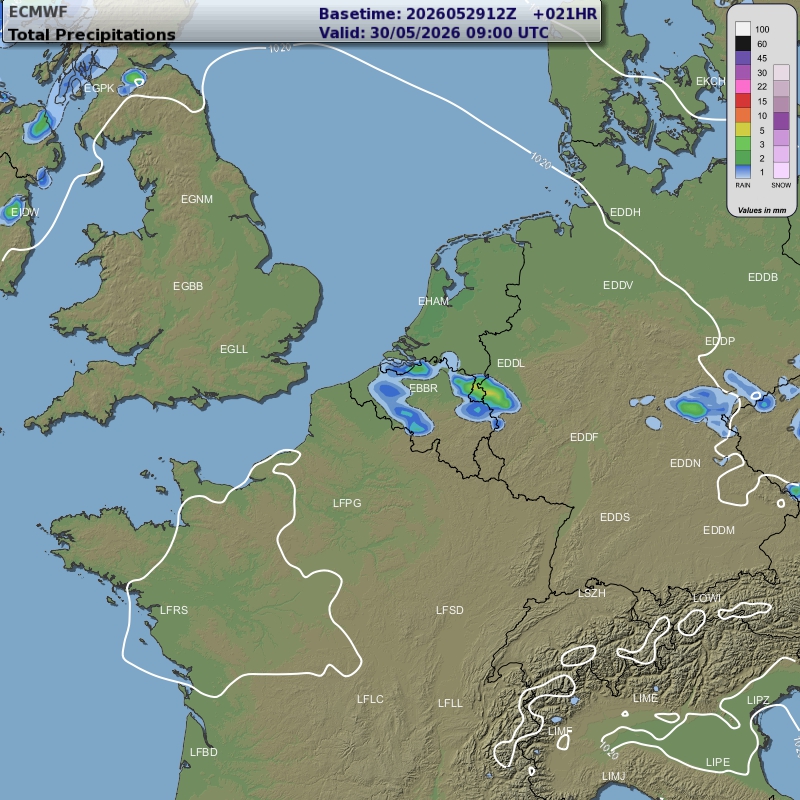 ECMWF
Basetime: 2026052912Z +021HR
Total Precipitations
Valid: 30/05/2026 09:00 UTC
100
60
45
30
22
15
10
5
3
2
1
RAIN SNOW
Values in mm
1020
EKCH
EGPK
1020
EGNM
EIDW
EDDH
EGBB
EDDV
EDDB
EHAM
EDDP
EGLL
EDDL
EBBR
EDDF
EDDN
LFPG
EDDS
EDDM
LSZH
LOWI
LFRS
LFSD
LFLC
LFLL
LIME
LIPZ
LIMF
1020
LFBD
LIPE
LIMJ